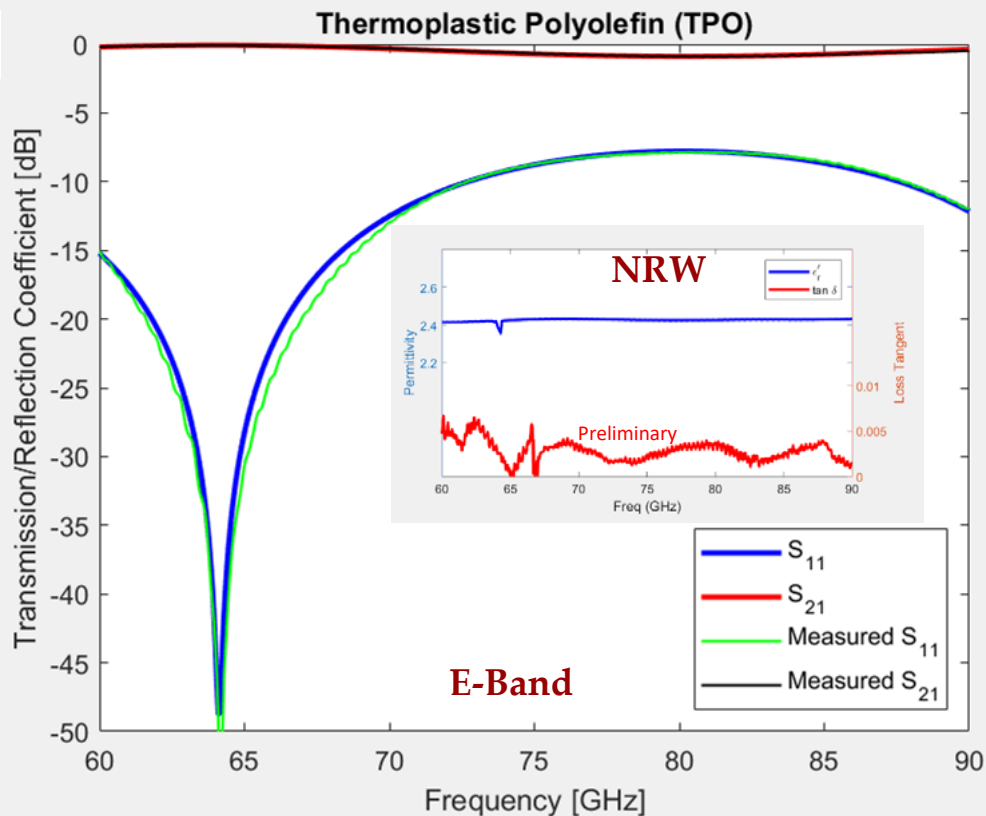 Thermoplastic Polyolefin (TPO)
Transmission/Reflection Coefficient [dB]
0
-5
-10
-15
-20
-25
-30
-35
-40
-45
-50
NRW
ϵ′r
tan δ
Permittivity
2.6
2.4
2.2
Loss Tangent
0.01
0.005
0
Preliminary
60 65 70 75 80 85 90
Freq (GHz)
S11
S21
Measured S11
Measured S21
E-Band
60 65 70 75 80 85 90
Frequency [GHz]